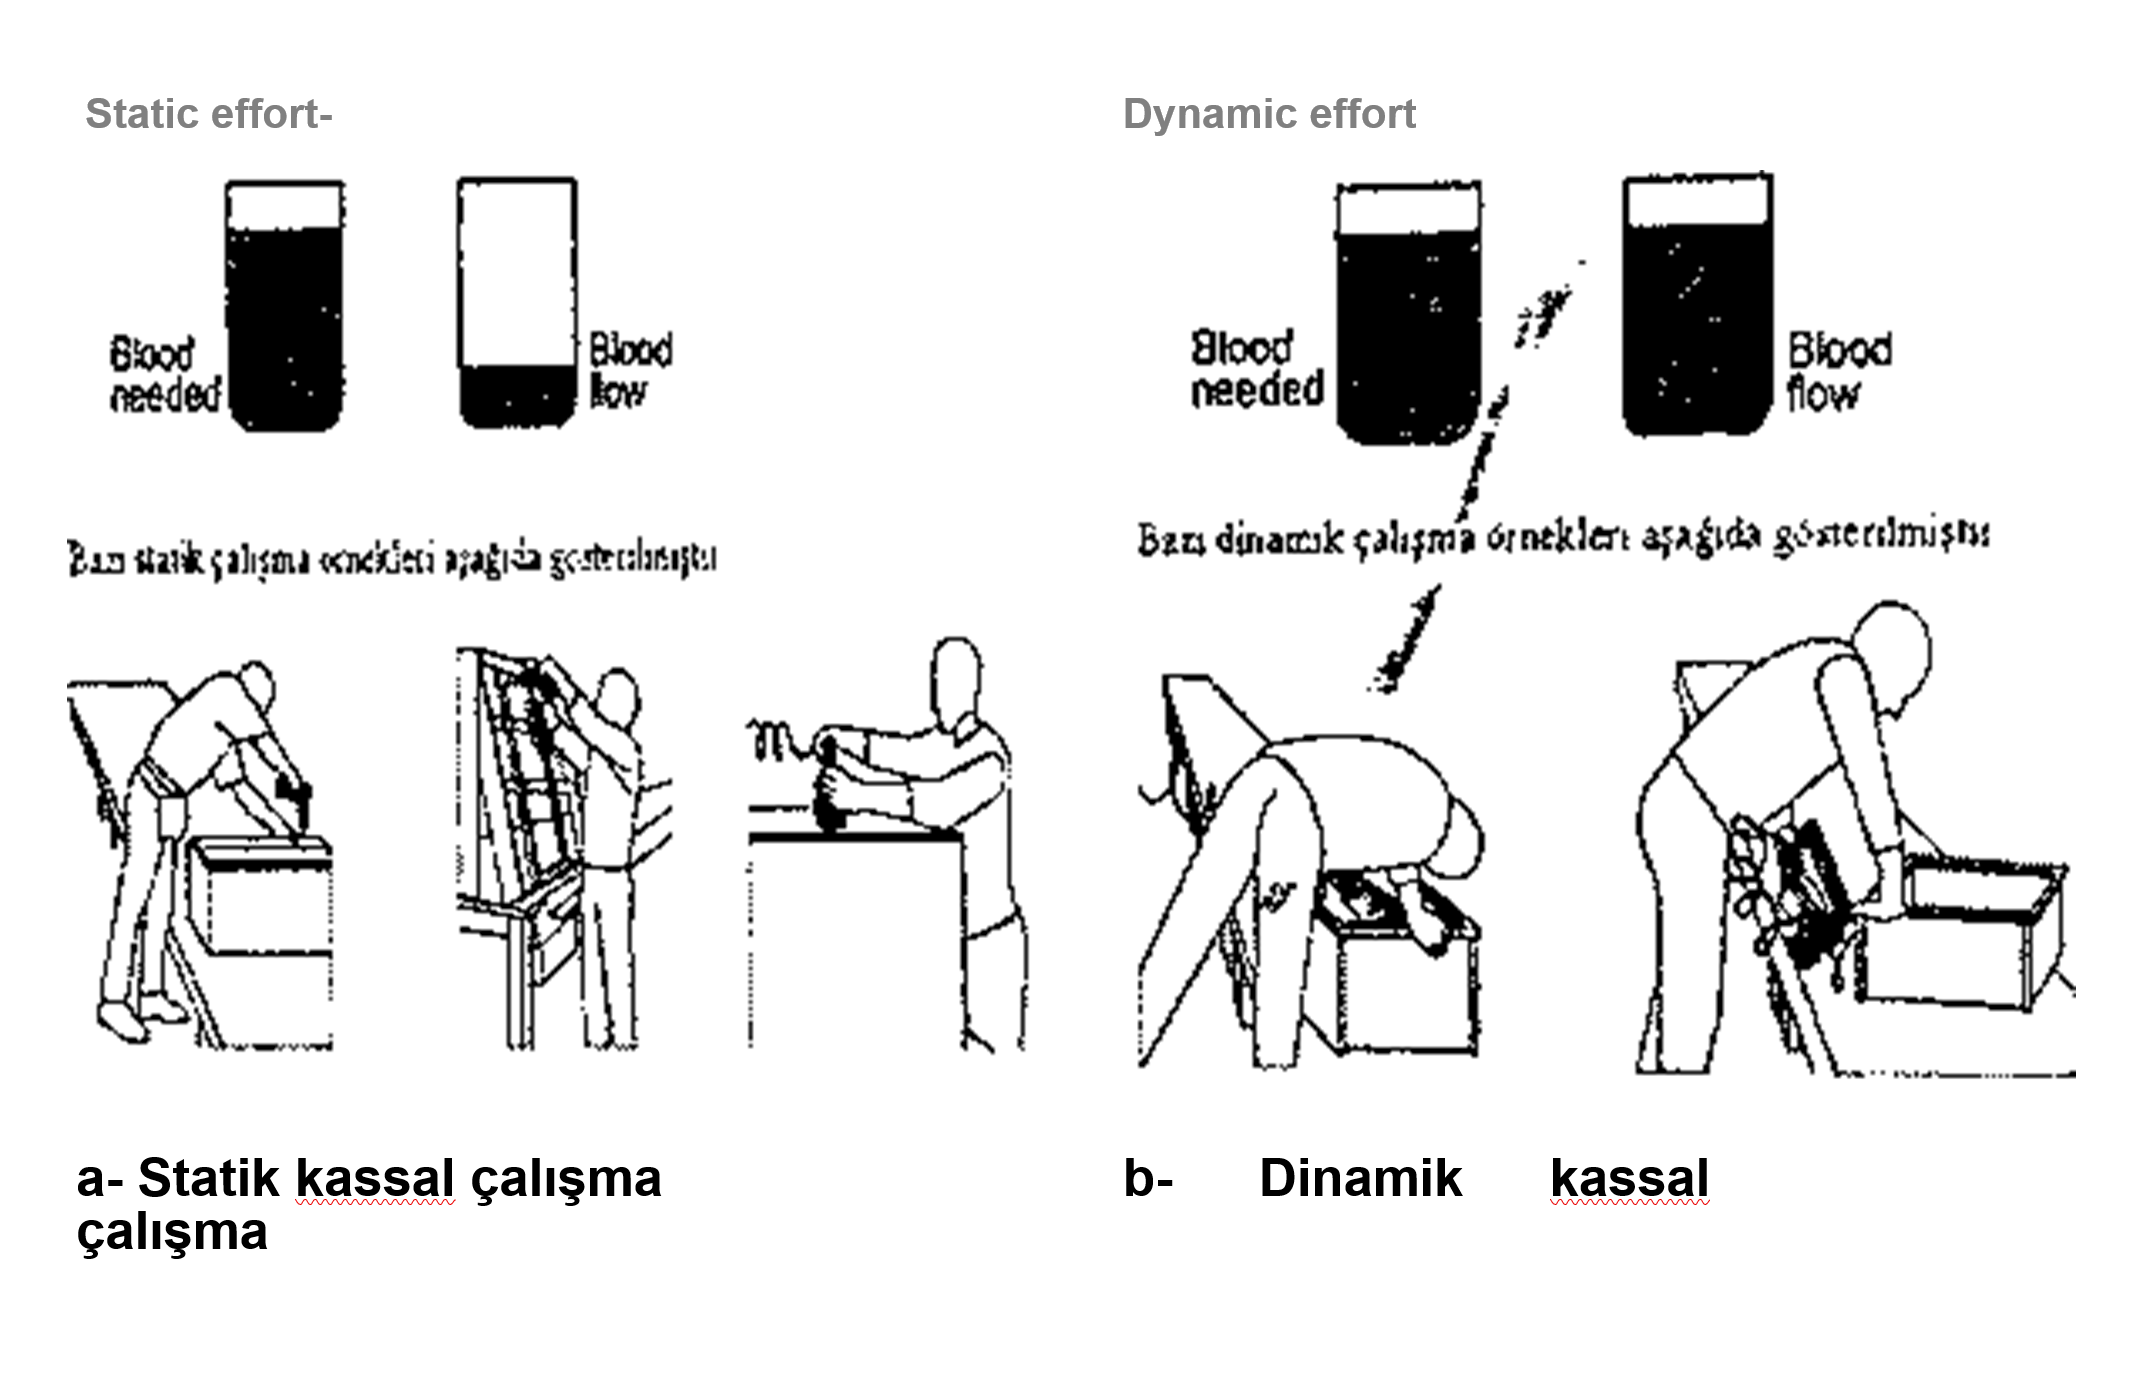 Static effort-
Dynamic effort
Blood
needed
Blood
flow
Blood
needed
Blood
flow
Bazı statik çalışma örnekleri aşağıda gösterilmiştir
Bazı dinamik çalışma örnekleri aşağıda gösterilmiştir
a- Statik kassal çalışma
b- Dinamik kassal
çalışma